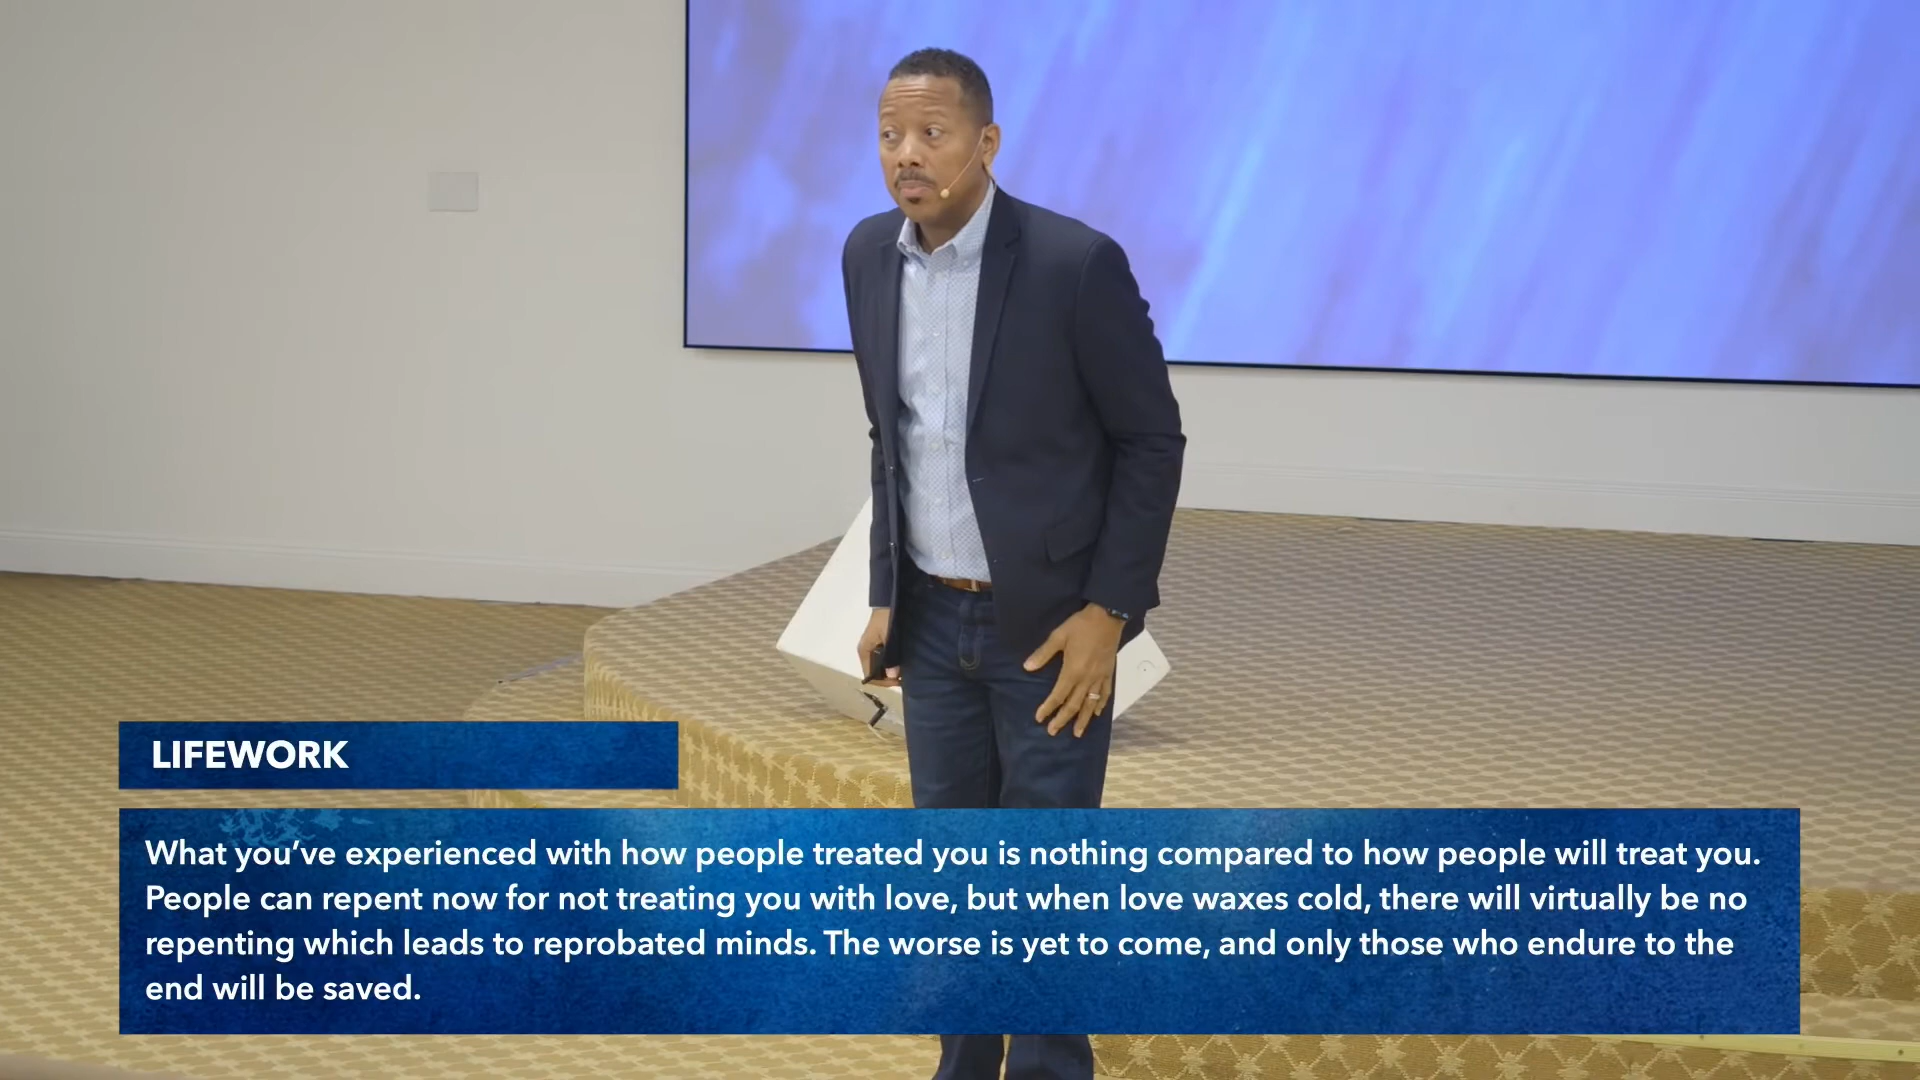 LIFEWORK
What you’ve experienced with how people treated you is nothing compared to how people will treat you.
People can repent now for not treating you with love, but when love waxes cold, there will virtually be no
repenting which leads to reprobated minds. The worse is yet to come, and only those who endure to the
end will be saved.